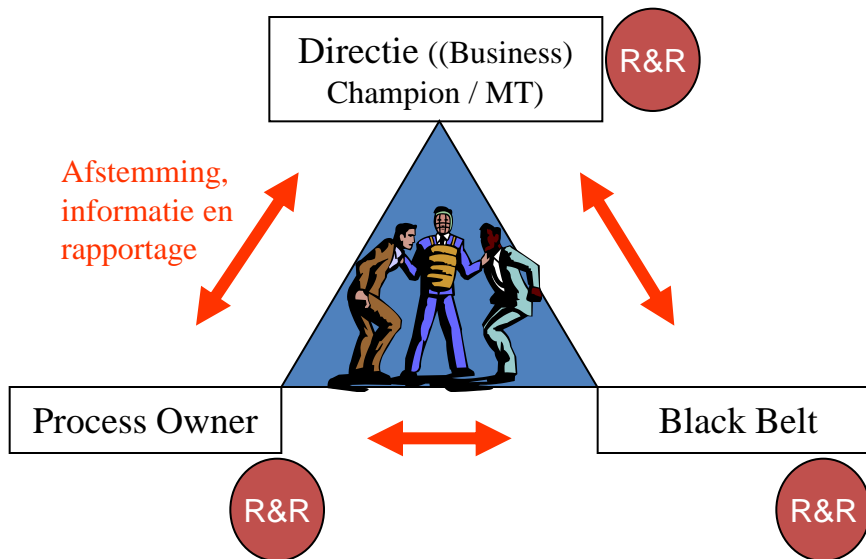 Directie ((Business)
Champion / MT)
R&R
Afstemming,
informatie en
rapportage
Process Owner
Black Belt
R&R
R&R